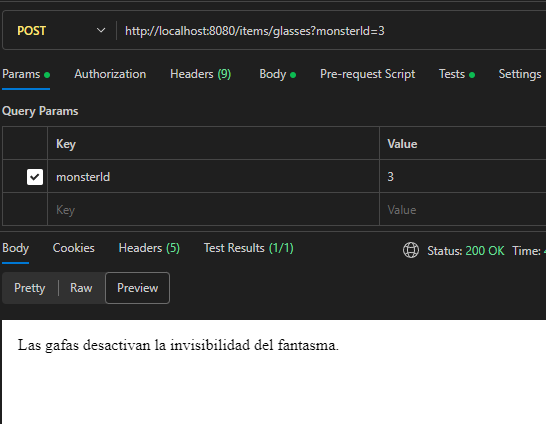 POST http://localhost:8080/items/glasses?monsterId=3
Params Authorization Headers (9) Body Pre-request Script Tests Settings
Query Params
Key Value
monsterId 3
Key Value
Body Cookies Headers (5) Test Results (1/1) Status: 200 OK Time:
Pretty Raw Preview
Las gafas desactivan la invisibilidad del fantasma.